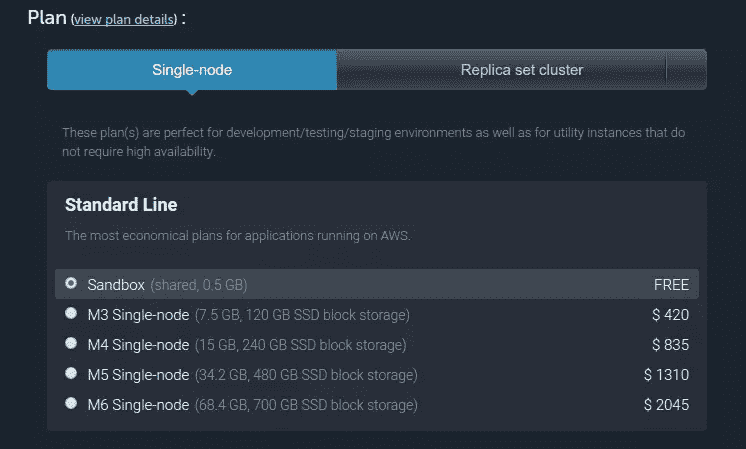 Plan (view plan details) :
Single-node
Replica set cluster
These plan(s) are perfect for development/testing/staging environments as well as for utility instances that do
not require high availability.
Standard Line
The most economical plans for applications running on AWS.
Sandbox (shared, 0.5 GB) FREE
M3 Single-node (7.5 GB, 120 GB SSD block storage) $ 420
M4 Single-node (15 GB, 240 GB SSD block storage) $ 835
M5 Single-node (34.2 GB, 480 GB SSD block storage) $ 1310
M6 Single-node (68.4 GB, 700 GB SSD block storage) $ 2045